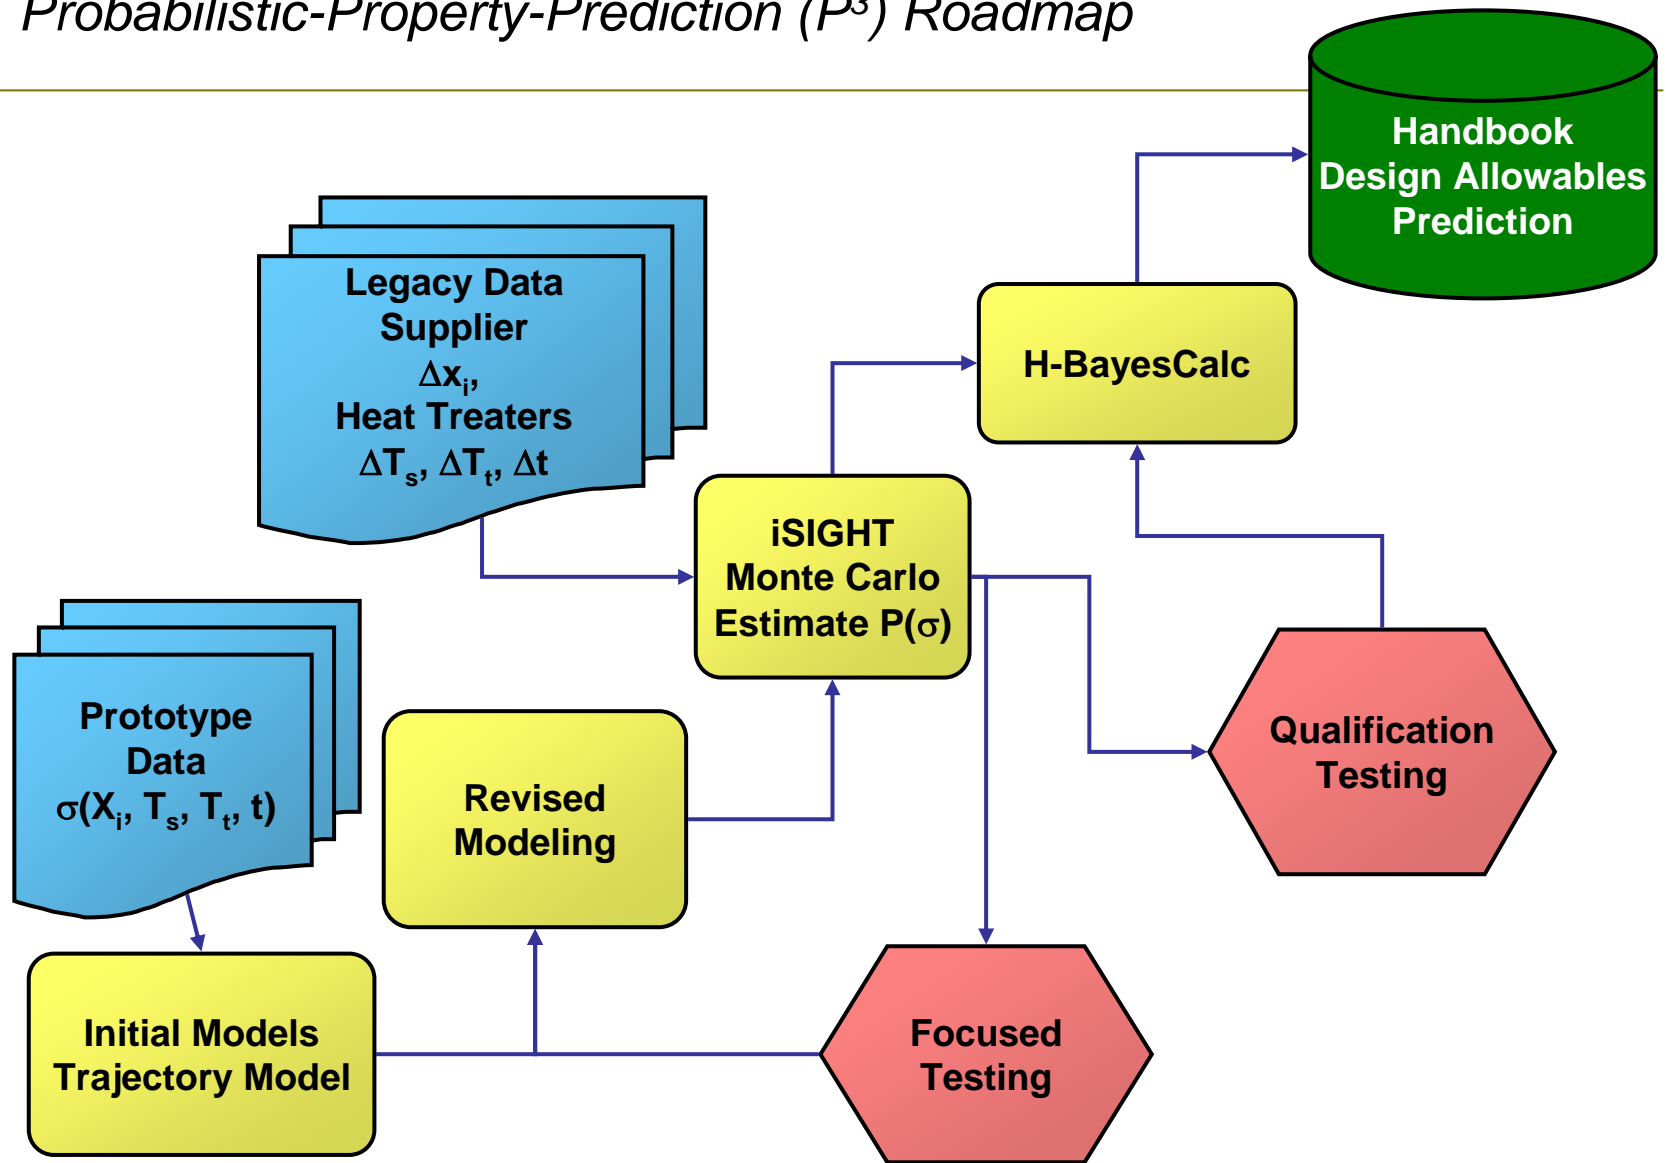 Probabilistic-Property-Prediction (P³) Roadmap
Handbook
Design Allowables
Prediction
Legacy Data
Supplier
Δxᵢ,
Heat Treaters
ΔTₛ, ΔTₜ, Δt
H-BayesCalc
iSIGHT
Monte Carlo
Estimate P(σ)
Prototype
Data
σ(Xᵢ, Tₛ, Tₜ, t)
Revised
Modeling
Qualification
Testing
Initial Models
Trajectory Model
Focused
Testing